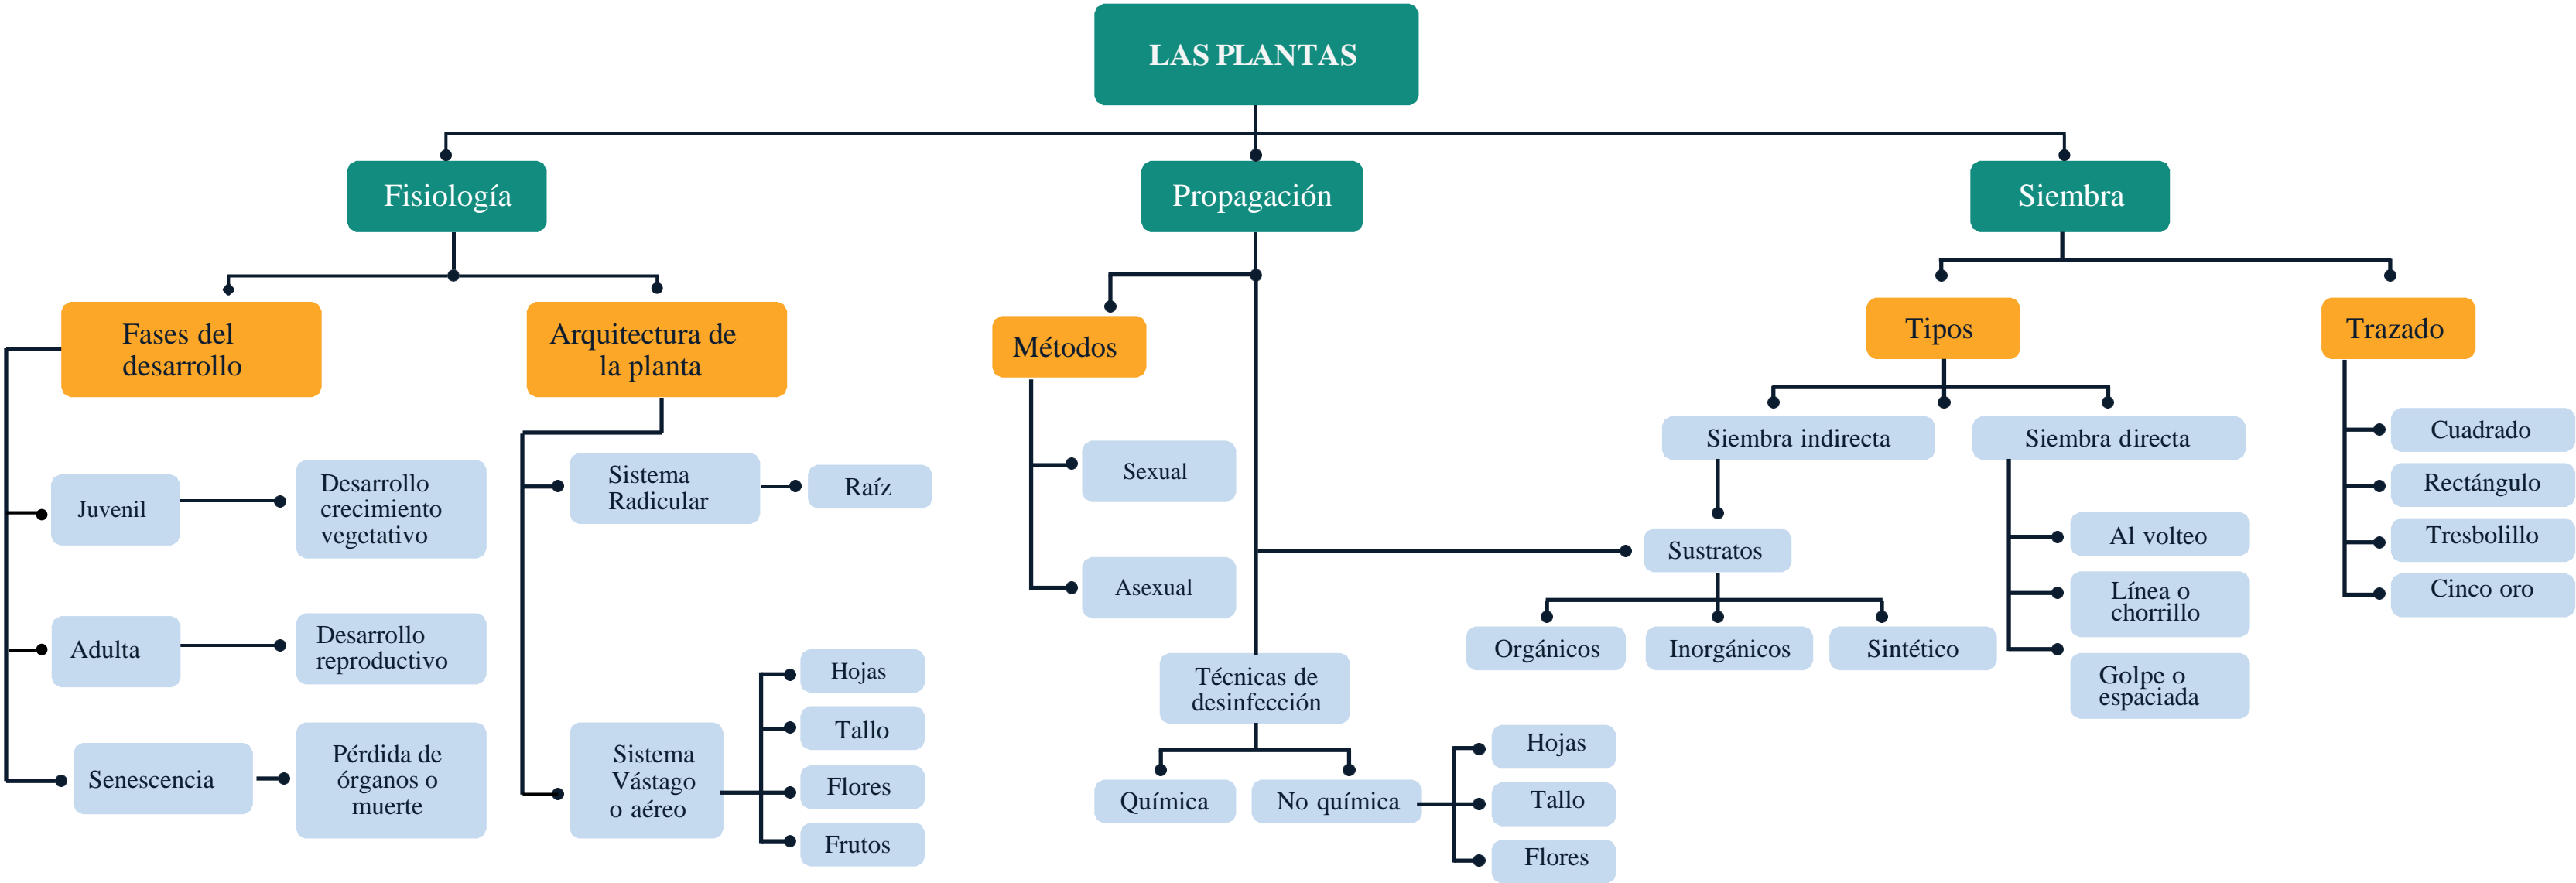 LAS PLANTAS
Fisiología
Propagación
Siembra
Fases del
desarrollo
Arquitectura de
la planta
Métodos
Tipos
Trazado
Juvenil
Desarrollo
crecimiento
vegetativo
Adulta
Desarrollo
reproductivo
Senescencia
Pérdida de
órganos o
muerte
Sistema
Radicular
Raíz
Sistema
Vástago
o aéreo
Hojas
Tallo
Flores
Frutos
Sexual
Asexual
Técnicas de
desinfección
Química
No química
Hojas
Tallo
Flores
Siembra indirecta
Siembra directa
Sustratos
Orgánicos
Inorgánicos
Sintético
Al volteo
Línea o
chorrillo
Golpe o
espaciada
Cuadrado
Rectángulo
Tresbolillo
Cinco oro